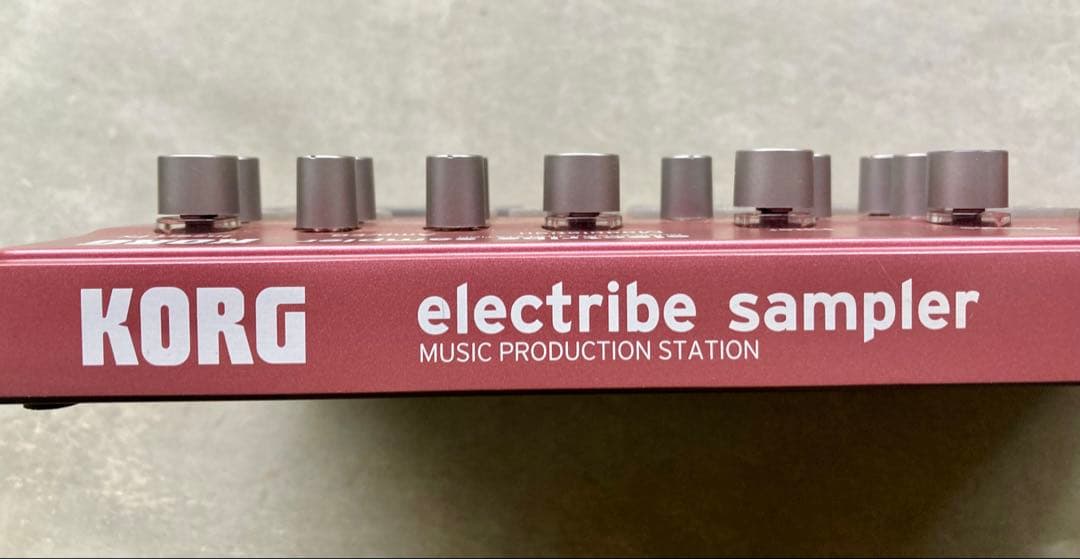 KORG
electribe sampler
MUSIC PRODUCTION STATION